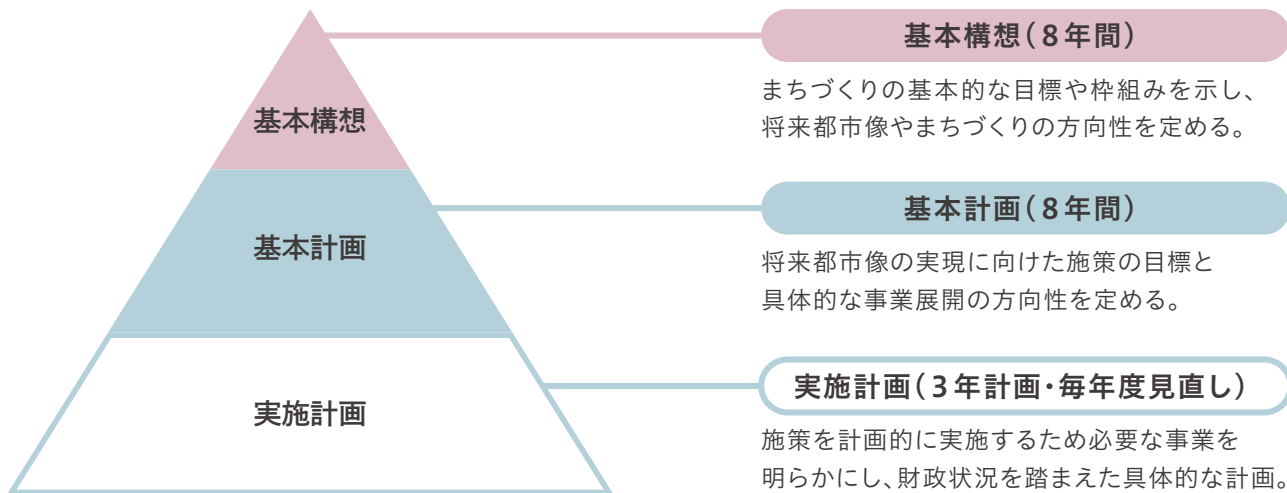 基本構想
基本計画
実施計画
基本構想（８年間）
まちづくりの基本的な目標や枠組みを示し、
将来都市像やまちづくりの方向性を定める。
基本計画（８年間）
将来都市像の実現に向けた施策の目標と
具体的な事業展開の方向性を定める。
実施計画（３年計画・毎年度見直し）
施策を計画的に実施するため必要な事業を
明らかにし、財政状況を踏まえた具体的な計画。